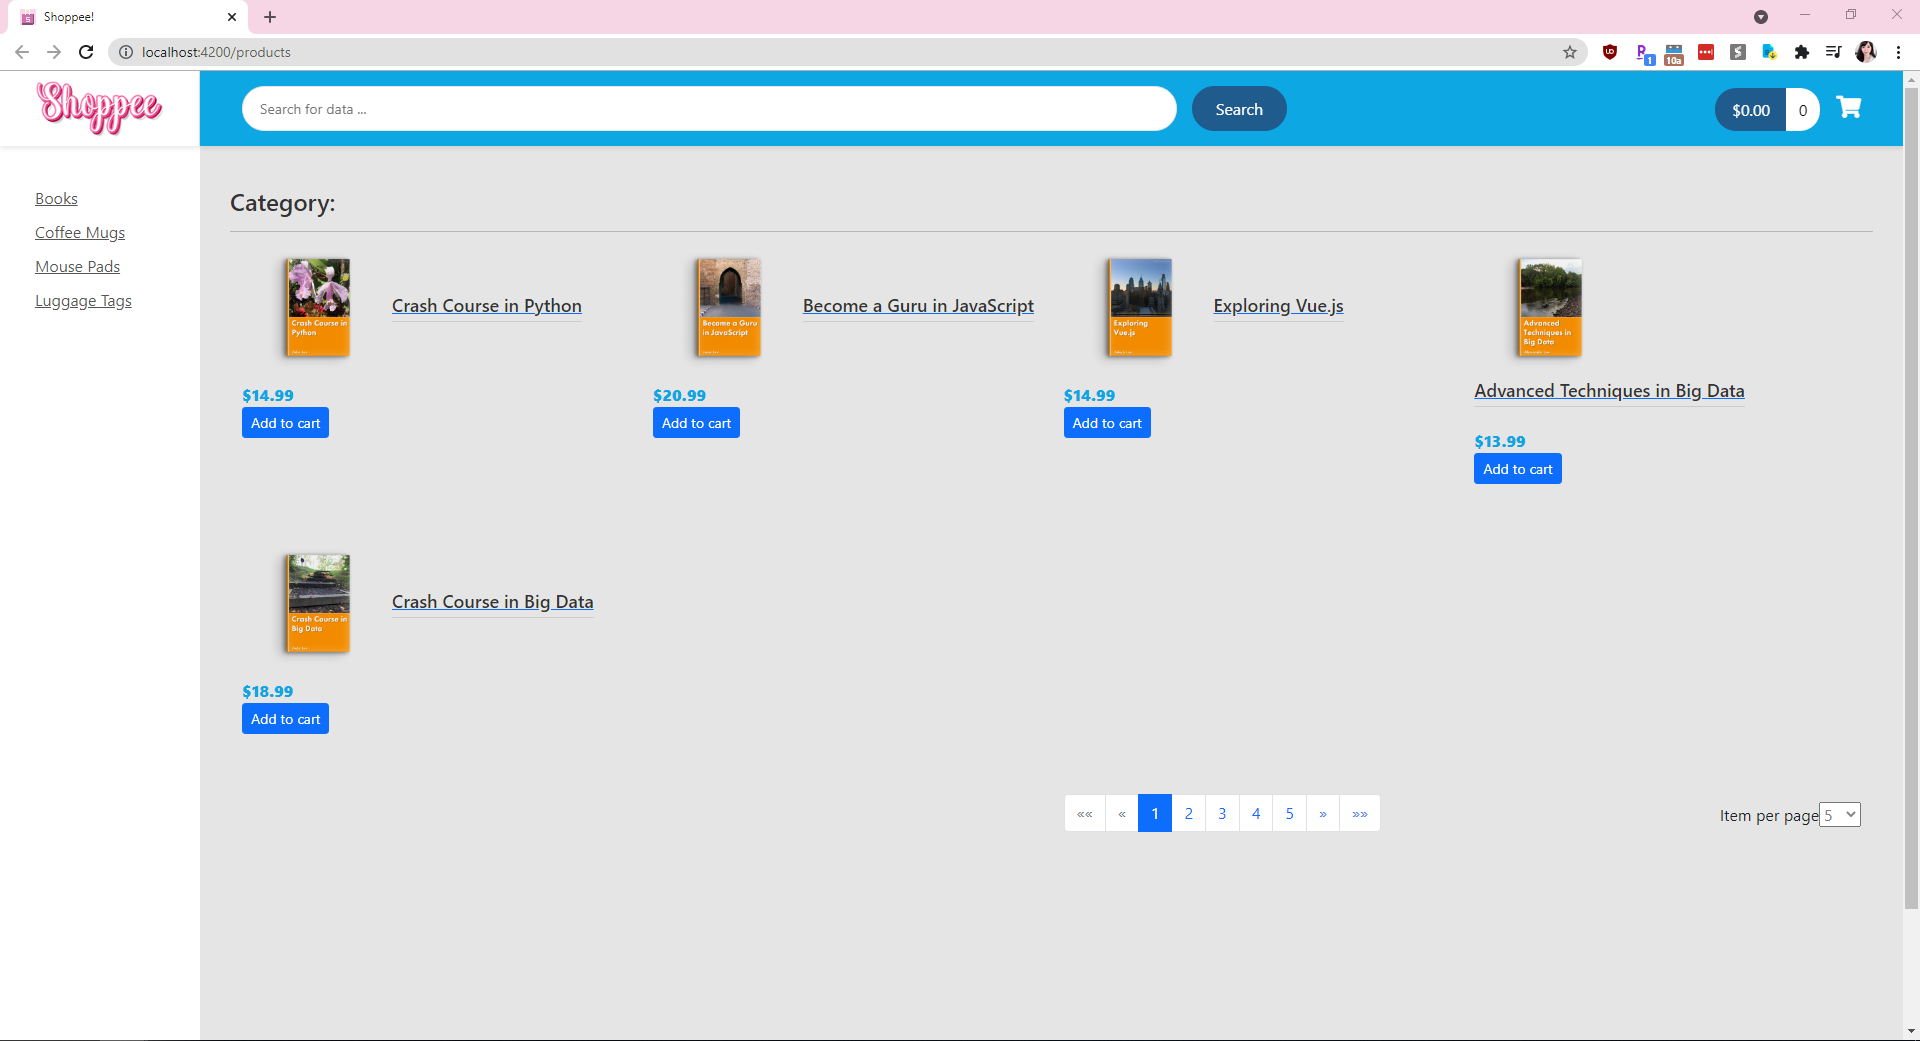 Shoppee!
localhost:4200/products
1
10a
Shoppee
Search for data ...
Search
$0.00
0
Books
Coffee Mugs
Mouse Pads
Luggage Tags
Category:
Crash Course in
Python
Crash Course in Python
$14.99
Add to cart
Become a Guru
in JavaScript
Become a Guru in JavaScript
$20.99
Add to cart
Exploring
Vue.js
Exploring Vue.js
$14.99
Add to cart
Advanced
Techniques in
Big Data
Advanced Techniques in Big Data
$13.99
Add to cart
Crash Course in
Big Data
Crash Course in Big Data
$18.99
Add to cart
«« « 1 2 3 4 5 » »»
Item per page 5